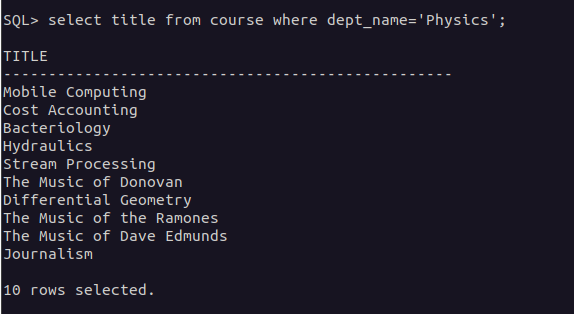 SQL> select title from course where dept_name='Physics';
TITLE
--------------------------------------------------
Mobile Computing
Cost Accounting
Bacteriology
Hydraulics
Stream Processing
The Music of Donovan
Differential Geometry
The Music of the Ramones
The Music of Dave Edmunds
Journalism
10 rows selected.